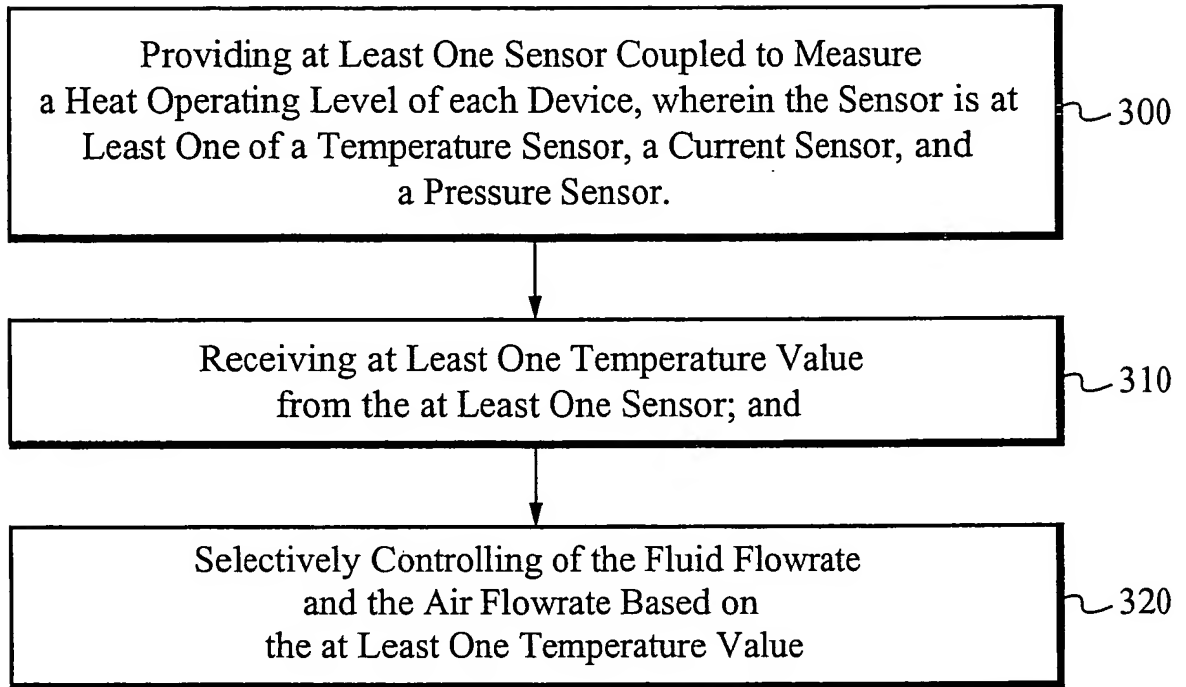 Providing at Least One Sensor Coupled to Measure
a Heat Operating Level of each Device, wherein the Sensor is at
Least One of a Temperature Sensor, a Current Sensor, and
a Pressure Sensor.
300
Receiving at Least One Temperature Value
from the at Least One Sensor; and
310
Selectively Controlling of the Fluid Flowrate
and the Air Flowrate Based on
the at Least One Temperature Value
320